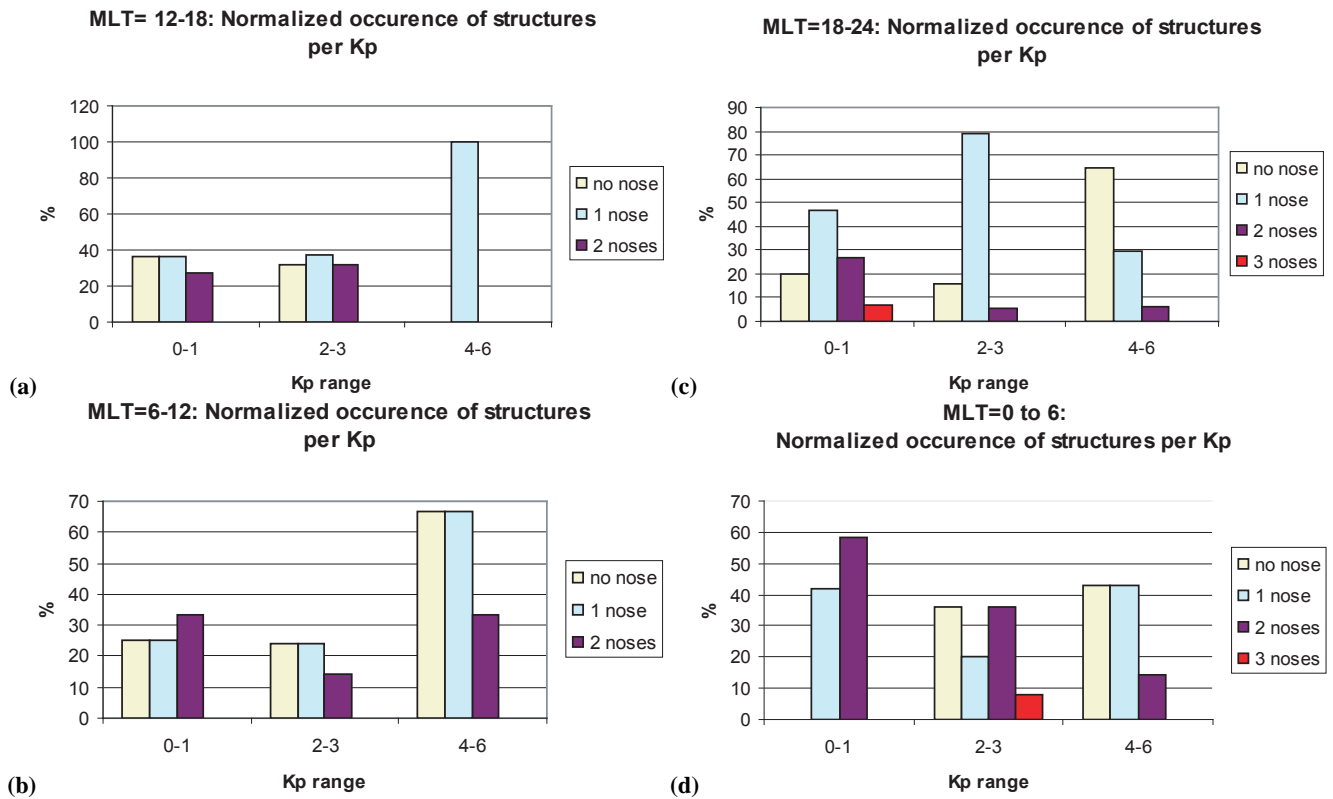 MLT= 12-18: Normalized occurence of structures
per Kp
120
100
80
60
40
20
0
%
0-1
2-3
4-6
Kp range
no nose
1 nose
2 noses
(a)
MLT=18-24: Normalized occurence of structures
per Kp
90
80
70
60
50
40
30
20
10
0
%
0-1
2-3
4-6
Kp range
no nose
1 nose
2 noses
3 noses
(c)
MLT=6-12: Normalized occurence of structures
per Kp
70
60
50
40
30
20
10
0
%
0-1
2-3
4-6
Kp range
no nose
1 nose
2 noses
(b)
MLT=0 to 6:
Normalized occurence of structures per Kp
70
60
50
40
30
20
10
0
%
0-1
2-3
4-6
Kp range
no nose
1 nose
2 noses
3 noses
(d)